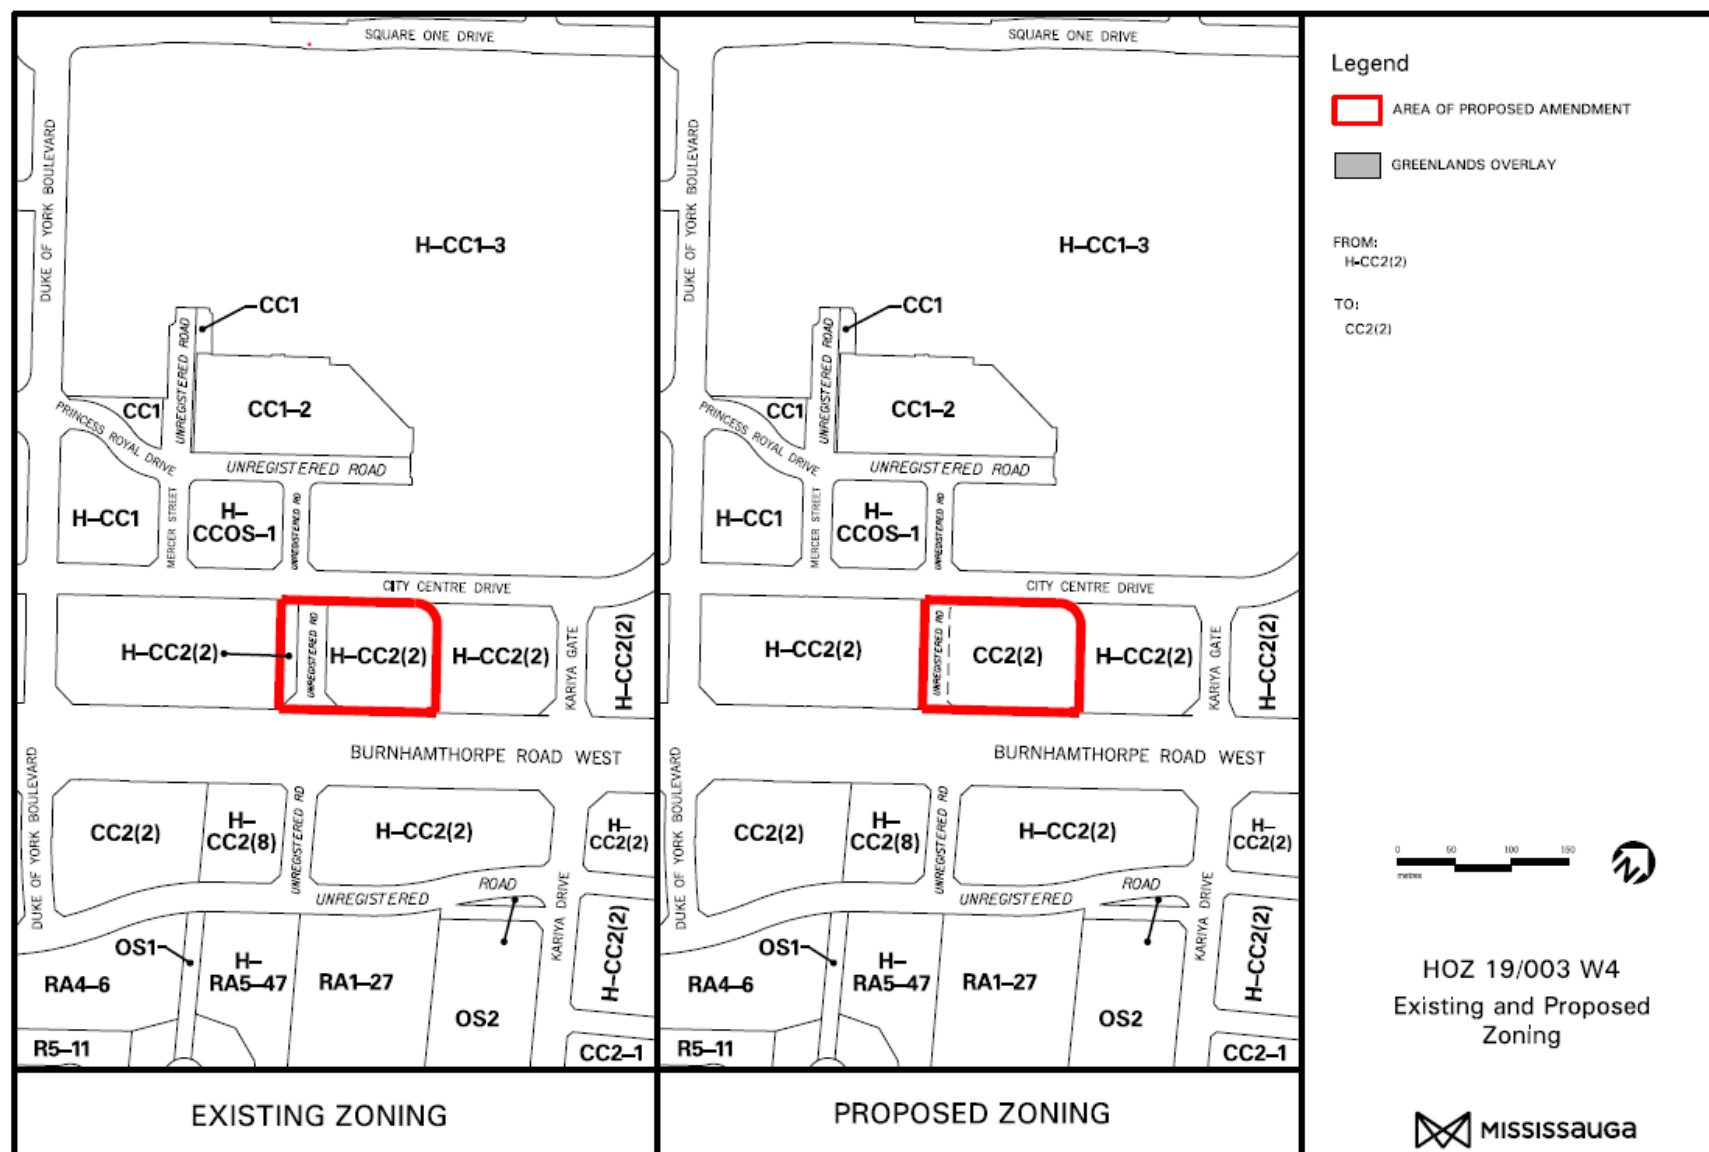 SQUARE ONE DRIVE
DUKE OF YORK BOULEVARD
H–CC1–3
CC1
UNREGISTERED ROAD
CC1
CC1–2
PRINCESS ROYAL DRIVE
UNREGISTERED ROAD
H–CC1
MERCER STREET
H–
CCOS–1
UNREGISTERED RD
CITY CENTRE DRIVE
H–CC2(2)
UNREGISTERED RD
H–CC2(2)
H–CC2(2)
KARIYA GATE
H–CC2(2)
BURNHAMTHORPE ROAD WEST
DUKE OF YORK BOULEVARD
CC2(2)
H–
CC2(8)
UNREGISTERED RD
H–CC2(2)
H–
CC2(2)
UNREGISTERED ROAD
KARIYA DRIVE
H–CC2(2)
OS1
RA4–6
H–
RA5–47
RA1–27
OS2
R5–11
CC2–1
EXISTING ZONING
SQUARE ONE DRIVE
DUKE OF YORK BOULEVARD
H–CC1–3
CC1
UNREGISTERED ROAD
CC1
CC1–2
PRINCESS ROYAL DRIVE
UNREGISTERED ROAD
H–CC1
MERCER STREET
H–
CCOS–1
UNREGISTERED RD
CITY CENTRE DRIVE
H–CC2(2)
UNREGISTERED RD
CC2(2)
H–CC2(2)
KARIYA GATE
H–CC2(2)
BURNHAMTHORPE ROAD WEST
DUKE OF YORK BOULEVARD
CC2(2)
H–
CC2(8)
UNREGISTERED RD
H–CC2(2)
H–
CC2(2)
UNREGISTERED ROAD
KARIYA DRIVE
H–CC2(2)
OS1
RA4–6
H–
RA5–47
RA1–27
OS2
R5–11
CC2–1
PROPOSED ZONING
Legend
AREA OF PROPOSED AMENDMENT
GREENLANDS OVERLAY
FROM:
H-CC2(2)
TO:
CC2(2)
0 50 100 150
metres
HOZ 19/003 W4
Existing and Proposed
Zoning
MISSISSAUGA